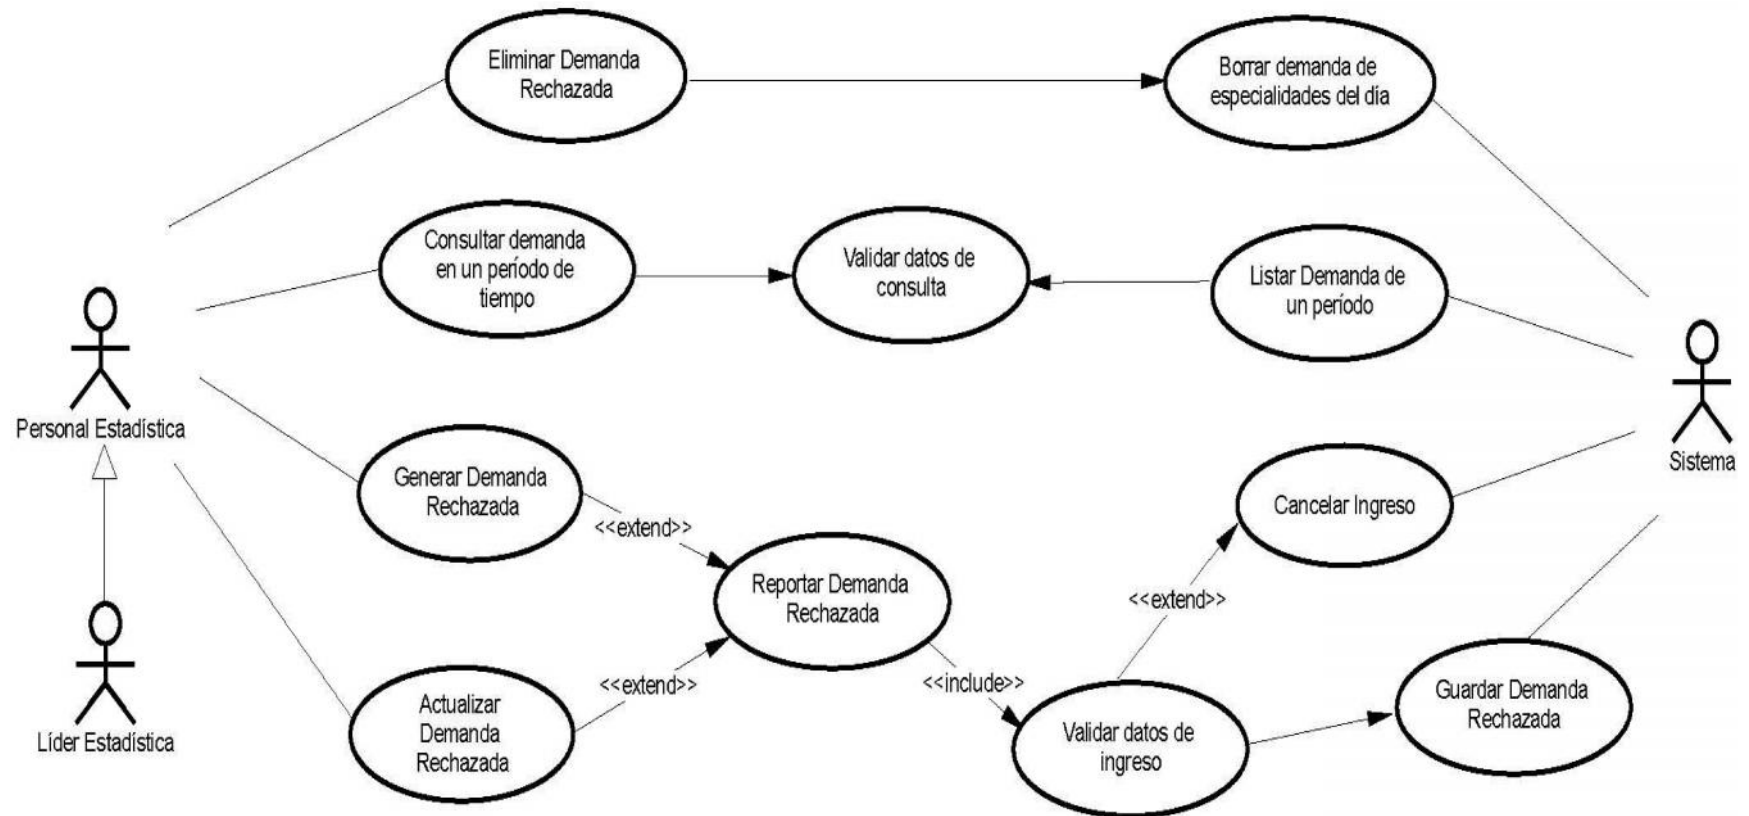 Eliminar Demanda
Rechazada
Borrar demanda de
especialidades del día
Consultar demanda
en un período de
tiempo
Validar datos de
consulta
Listar Demanda de
un período
Personal Estadística
Sistema
Generar Demanda
Rechazada
<<extend>>
Cancelar Ingreso
Reportar Demanda
Rechazada
<<extend>>
<<extend>>
<<include>>
Actualizar
Demanda
Rechazada
Validar datos de
ingreso
Guardar Demanda
Rechazada
Líder Estadística